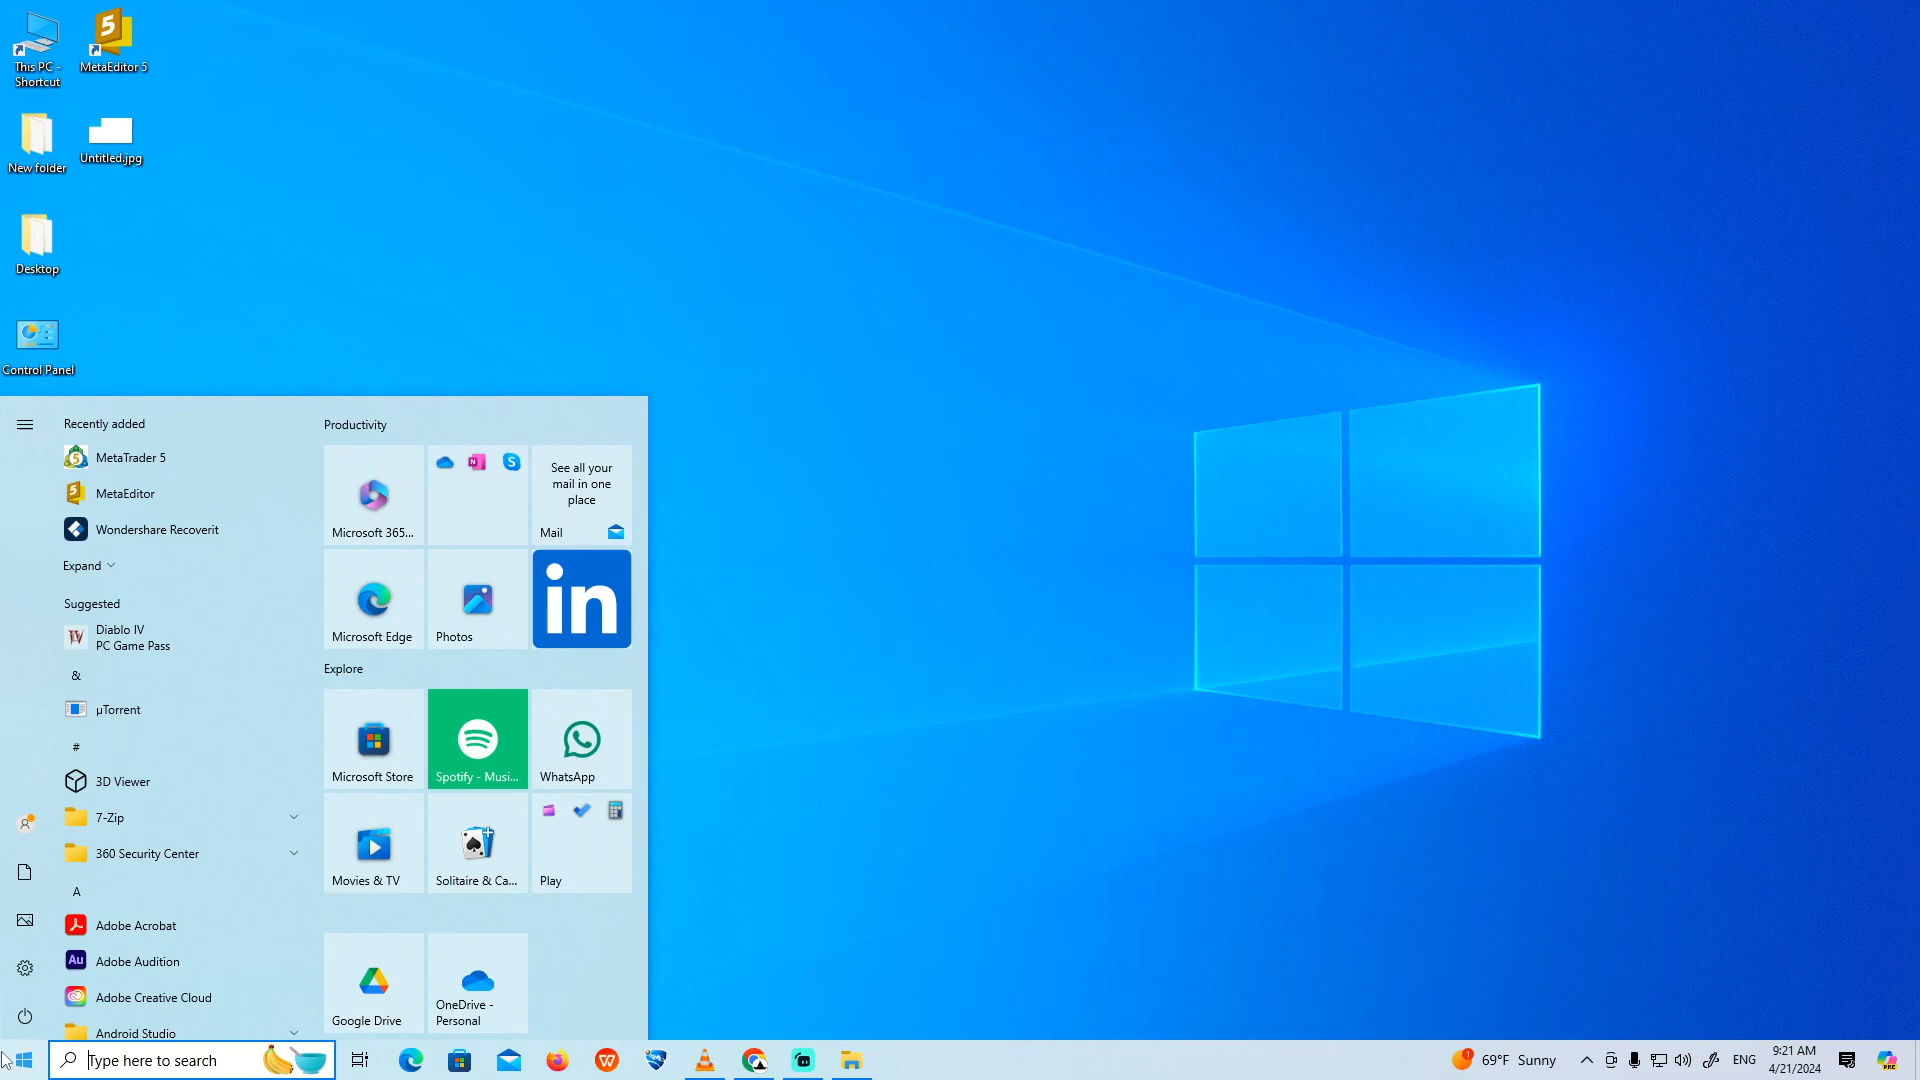 This PC -
Shortcut
MetaEditor 5
New folder
Untitled.jpg
Desktop
Control Panel
Recently added
MetaTrader 5
MetaEditor
Wondershare Recoverit
Expand
Suggested
Diablo IV
PC Game Pass
&
µTorrent
#
3D Viewer
7-Zip
360 Security Center
A
Adobe Acrobat
Adobe Audition
Adobe Creative Cloud
Android Studio
Productivity
Microsoft 365...
See all your
mail in one
place
Mail
Microsoft Edge
Photos
in
Explore
Microsoft Store
Spotify - Musi...
WhatsApp
Movies & TV
Solitaire & Ca...
Play
Google Drive
OneDrive -
Personal
Type here to search
69°F Sunny
ENG
9:21 AM
4/21/2024